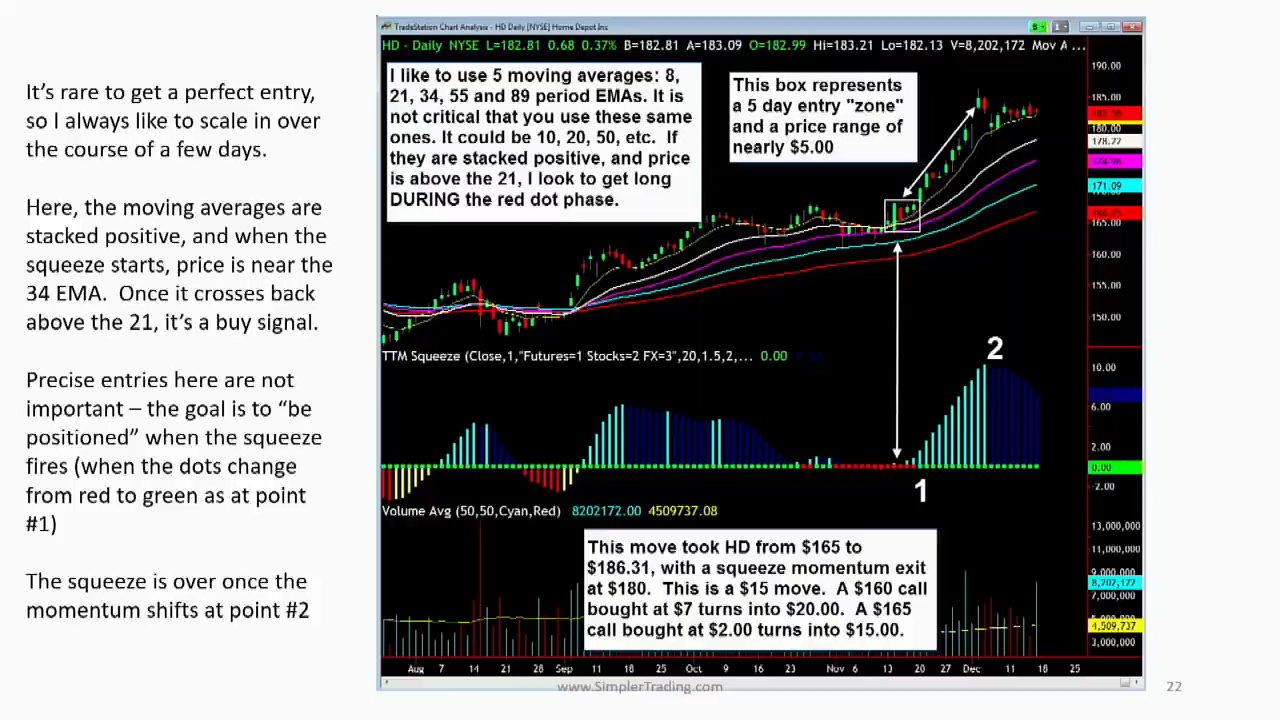 It's rare to get a perfect entry,
so I always like to scale in over
the course of a few days.
Here, the moving averages are
stacked positive, and when the
squeeze starts, price is near the
34 EMA.  Once it crosses back
above the 21, it's a buy signal.
Precise entries here are not
important – the goal is to “be
positioned” when the squeeze
fires (when the dots change
from red to green as at point
#1)
The squeeze is over once the
momentum shifts at point #2
TradeStation Chart Analysis - HD Daily [NYSE] Home Depot Inc
HD - Daily  NYSE  L=182.81  0.68  0.37%  B=182.81  A=183.09  O=182.99  Hi=183.21  Lo=182.13  V=8,202,172  Mov A ...
I like to use 5 moving averages: 8,
21, 34, 55 and 89 period EMAs. It is
not critical that you use these same
ones. It could be 10, 20, 50, etc.  If
they are stacked positive, and price
is above the 21, I look to get long
DURING the red dot phase.
This box represents
a 5 day entry "zone"
and a price range of
nearly $5.00
190.00
185.00
180.00
178.22
174.96
171.09
165.00
160.00
155.00
150.00
TTM Squeeze (Close,1,"Futures=1 Stocks=2 FX=3",20,1.5,2,...  0.00
2
10.00
6.00
2.00
0.00
-2.00
1
Volume Avg (50,50,Cyan,Red)  8202172.00  4509737.08
This move took HD from $165 to
$186.31, with a squeeze momentum exit
at $180.  This is a $15 move.  A $160 call
bought at $7 turns into $20.00.  A $165
call bought at $2.00 turns into $15.00.
13,000,000
11,000,000
9,000,000
8,202,172
7,000,000
4,509,737
3,000,000
Aug 7 14 21 28 Sep 11 18 25 Oct 9 16 23 Nov 6 13 20 27 Dec 11 18 25
www.SimplerTrading.com
22